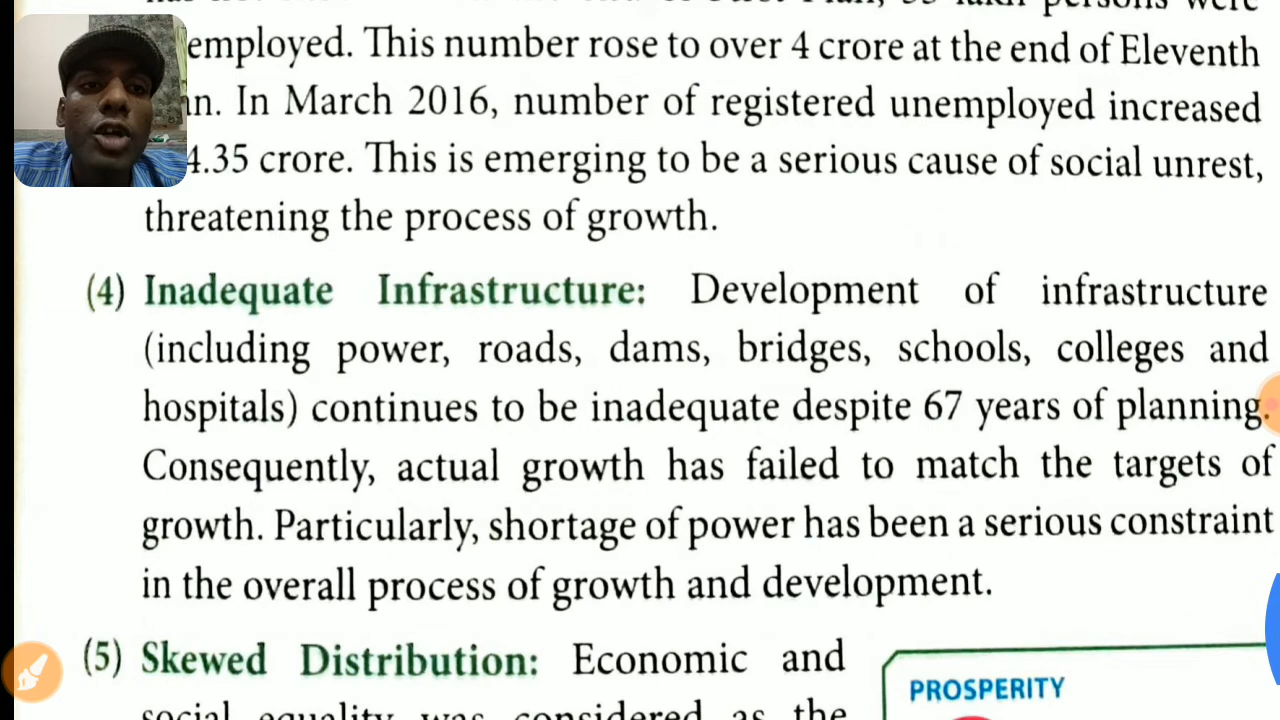 persons were
employed. This number rose to over 4 crore at the end of Eleventh
In March 2016, number of registered unemployed increased
4.35 crore. This is emerging to be a serious cause of social unrest,
threatening the process of growth.
(4) Inadequate Infrastructure: Development of infrastructure
(including power, roads, dams, bridges, schools, colleges and
hospitals) continues to be inadequate despite 67 years of planning.
Consequently, actual growth has failed to match the targets of
growth. Particularly, shortage of power has been a serious constraint
in the overall process of growth and development.
(5) Skewed Distribution: Economic and
social equality was considered as the
PROSPERITY